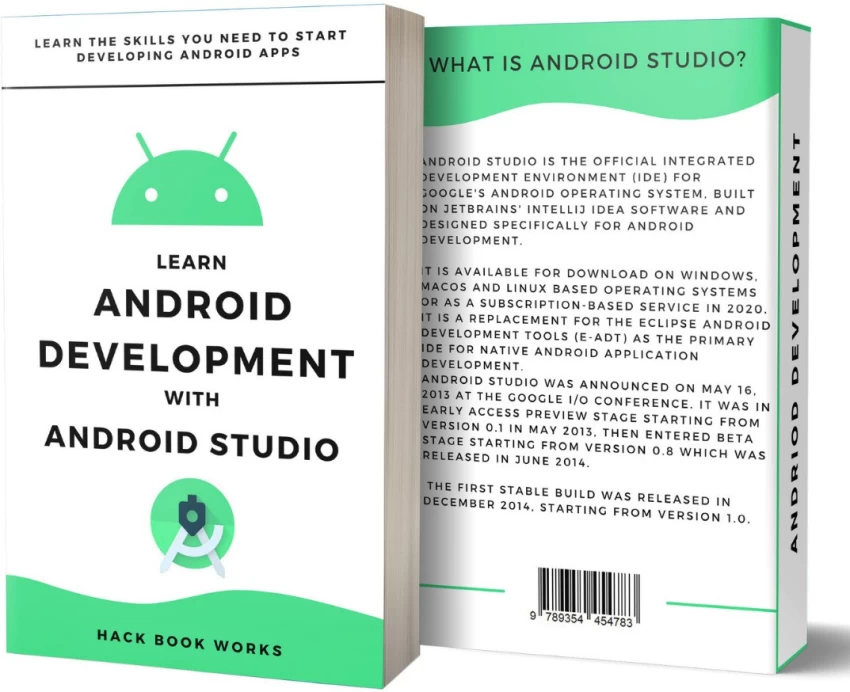 LEARN THE SKILLS YOU NEED TO START
DEVELOPING ANDROID APPS
LEARN
ANDROID
DEVELOPMENT
WITH
ANDROID STUDIO
HACK BOOK WORKS
WHAT IS ANDROID STUDIO?
ANDROID STUDIO IS THE OFFICIAL INTEGRATED
DEVELOPMENT ENVIRONMENT (IDE) FOR
GOOGLE'S ANDROID OPERATING SYSTEM, BUILT
ON JETBRAINS' INTELLIJ IDEA SOFTWARE AND
DESIGNED SPECIFICALLY FOR ANDROID
DEVELOPMENT.
IT IS AVAILABLE FOR DOWNLOAD ON WINDOWS,
MACOS AND LINUX BASED OPERATING SYSTEMS
OR AS A SUBSCRIPTION-BASED SERVICE IN 2020.
IT IS A REPLACEMENT FOR THE ECLIPSE ANDROID
DEVELOPMENT TOOLS (E-ADT) AS THE PRIMARY
IDE FOR NATIVE ANDROID APPLICATION
DEVELOPMENT.
ANDROID STUDIO WAS ANNOUNCED ON MAY 16,
2013 AT THE GOOGLE I/O CONFERENCE. IT WAS IN
EARLY ACCESS PREVIEW STAGE STARTING FROM
VERSION 0.1 IN MAY 2013, THEN ENTERED BETA
STAGE STARTING FROM VERSION 0.8 WHICH WAS
RELEASED IN JUNE 2014.
THE FIRST STABLE BUILD WAS RELEASED IN
DECEMBER 2014, STARTING FROM VERSION 1.0.
9 789354 454783
ANDRIOD DEVELOPMENT